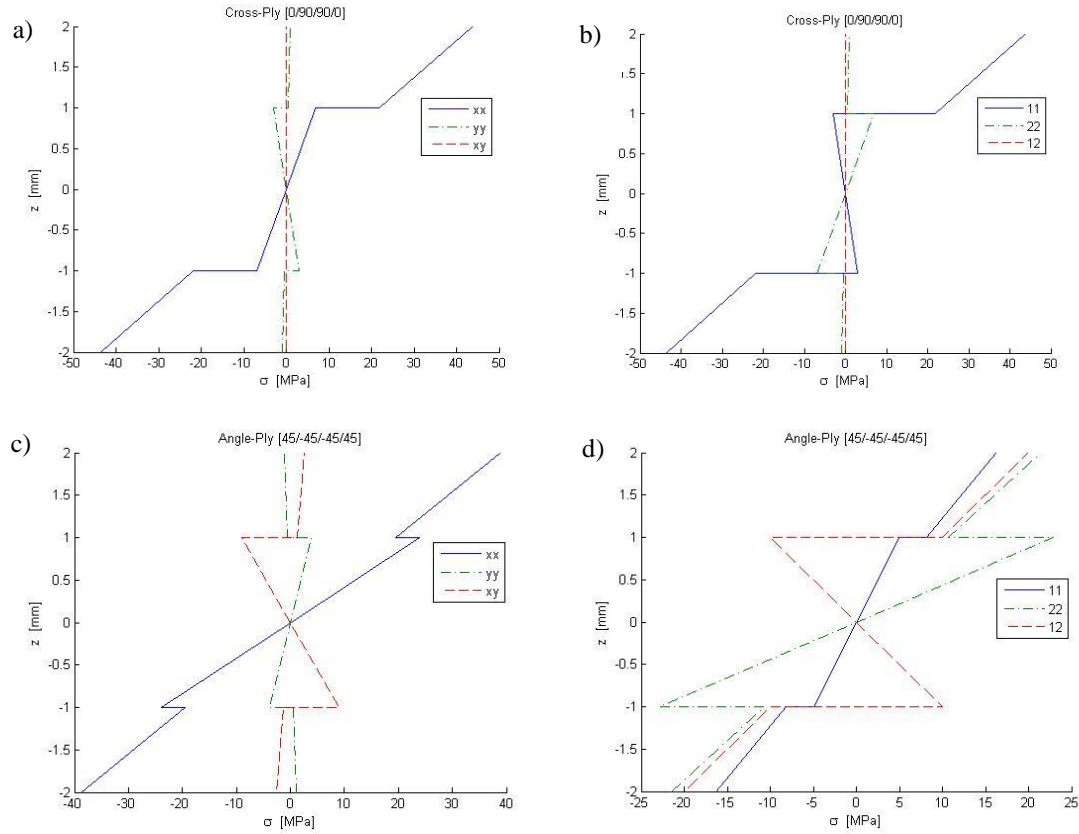 a)
Cross-Ply [0/90/90/0]
2
1.5
1
0.5
0
-0.5
-1
-1.5
-2
z [mm]
-50 -40 -30 -20 -10 0 10 20 30 40 50
σ [MPa]
xx
yy
xy
b)
Cross-Ply [0/90/90/0]
2
1.5
1
0.5
0
-0.5
-1
-1.5
-2
z [mm]
-50 -40 -30 -20 -10 0 10 20 30 40 50
σ [MPa]
11
22
12
c)
Angle-Ply [45/-45/-45/45]
2
1.5
1
0.5
0
-0.5
-1
-1.5
-2
z [mm]
-40 -30 -20 -10 0 10 20 30 40
σ [MPa]
xx
yy
xy
d)
Angle-Ply [45/-45/-45/45]
2
1.5
1
0.5
0
-0.5
-1
-1.5
-2
z [mm]
-25 -20 -15 -10 -5 0 5 10 15 20 25
σ [MPa]
11
22
12